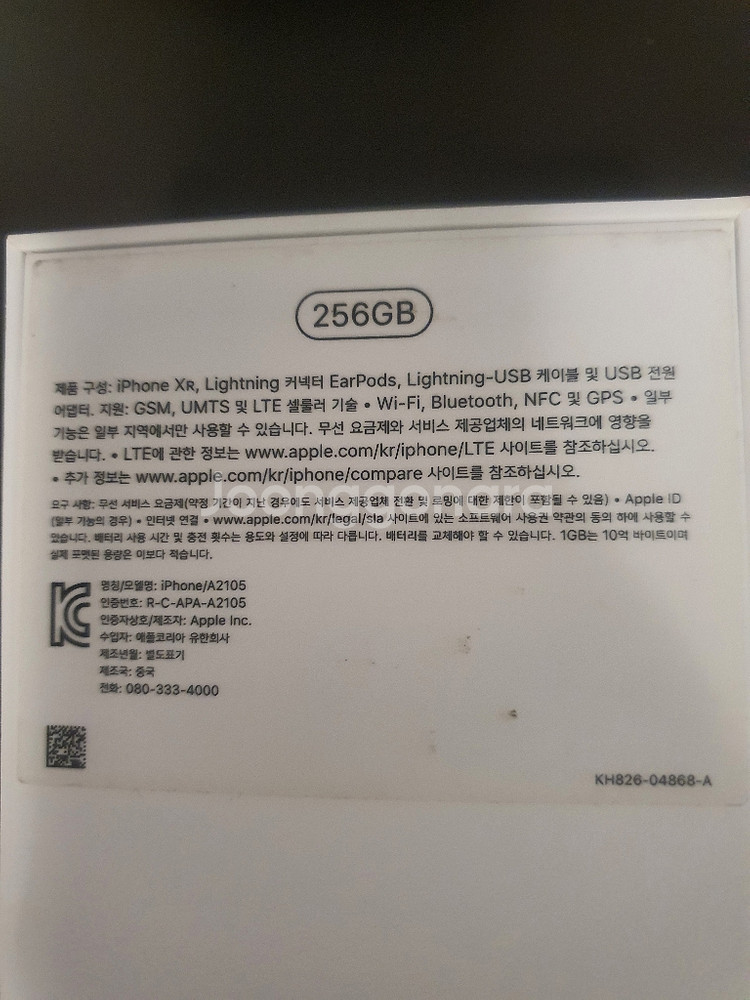 256GB
제품 구성: iPhone XR, Lightning 커넥터 EarPods, Lightning-USB 케이블 및 USB 전원
어댑터. 지원: GSM, UMTS 및 LTE 셀룰러 기술 • Wi-Fi, Bluetooth, NFC 및 GPS • 일부
기능은 일부 지역에서만 사용할 수 있습니다. 무선 요금제와 서비스 제공업체의 네트워크에 영향을
받습니다. • LTE에 관한 정보는 www.apple.com/kr/iphone/LTE 사이트를 참조하십시오.
• 추가 정보는 www.apple.com/kr/iphone/compare 사이트를 참조하십시오.
joonggonara
요구 사항: 무선 서비스 요금제(약정 기간이 지난 경우에도 서비스 제공업체 전환 및 로밍에 대한 제한이 포함될 수 있음) • Apple ID
(일부 기능의 경우) • 인터넷 연결 • www.apple.com/kr/legal/sla 사이트에 있는 소프트웨어 사용권 약관의 동의 하에 사용할 수
있습니다. 배터리 사용 시간 및 충전 횟수는 용도와 설정에 따라 다릅니다. 배터리를 교체해야 할 수 있습니다. 1GB는 10억 바이트이며
실제 포맷된 용량은 이보다 적습니다.
명칭/모델명: iPhone/A2105
인증번호: R-C-APA-A2105
인증자상호/제조자: Apple Inc.
수입자: 애플코리아 유한회사
제조년월: 별도표기
제조국: 중국
전화: 080-333-4000
KH826-04868-A